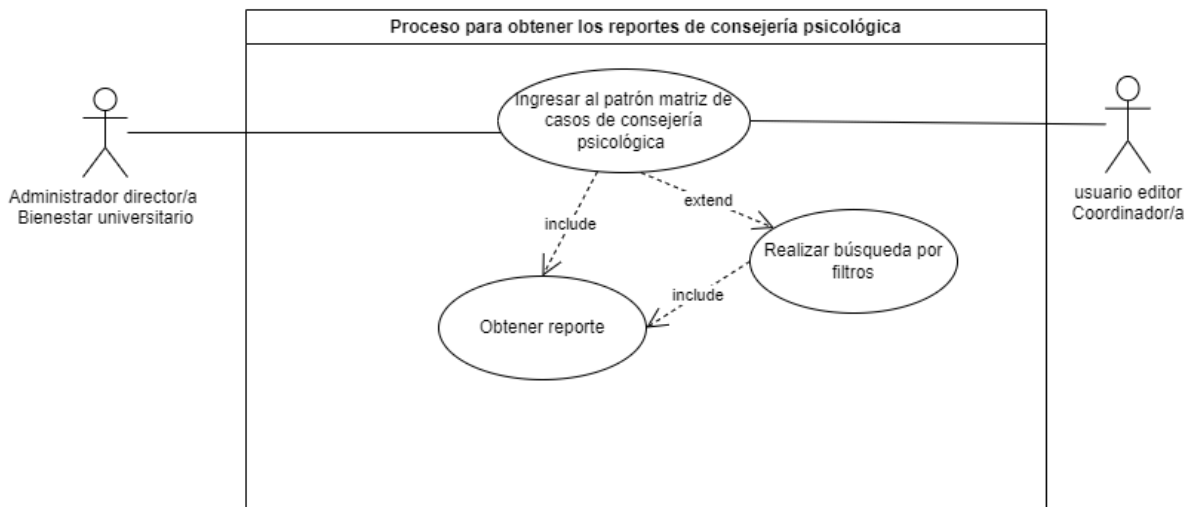 Proceso para obtener los reportes de consejería psicológica
Ingresar al patrón matriz de
casos de consejería
psicológica
Administrador director/a
Bienestar universitario
usuario editor
Coordinador/a
extend
include
Realizar búsqueda por
filtros
include
Obtener reporte